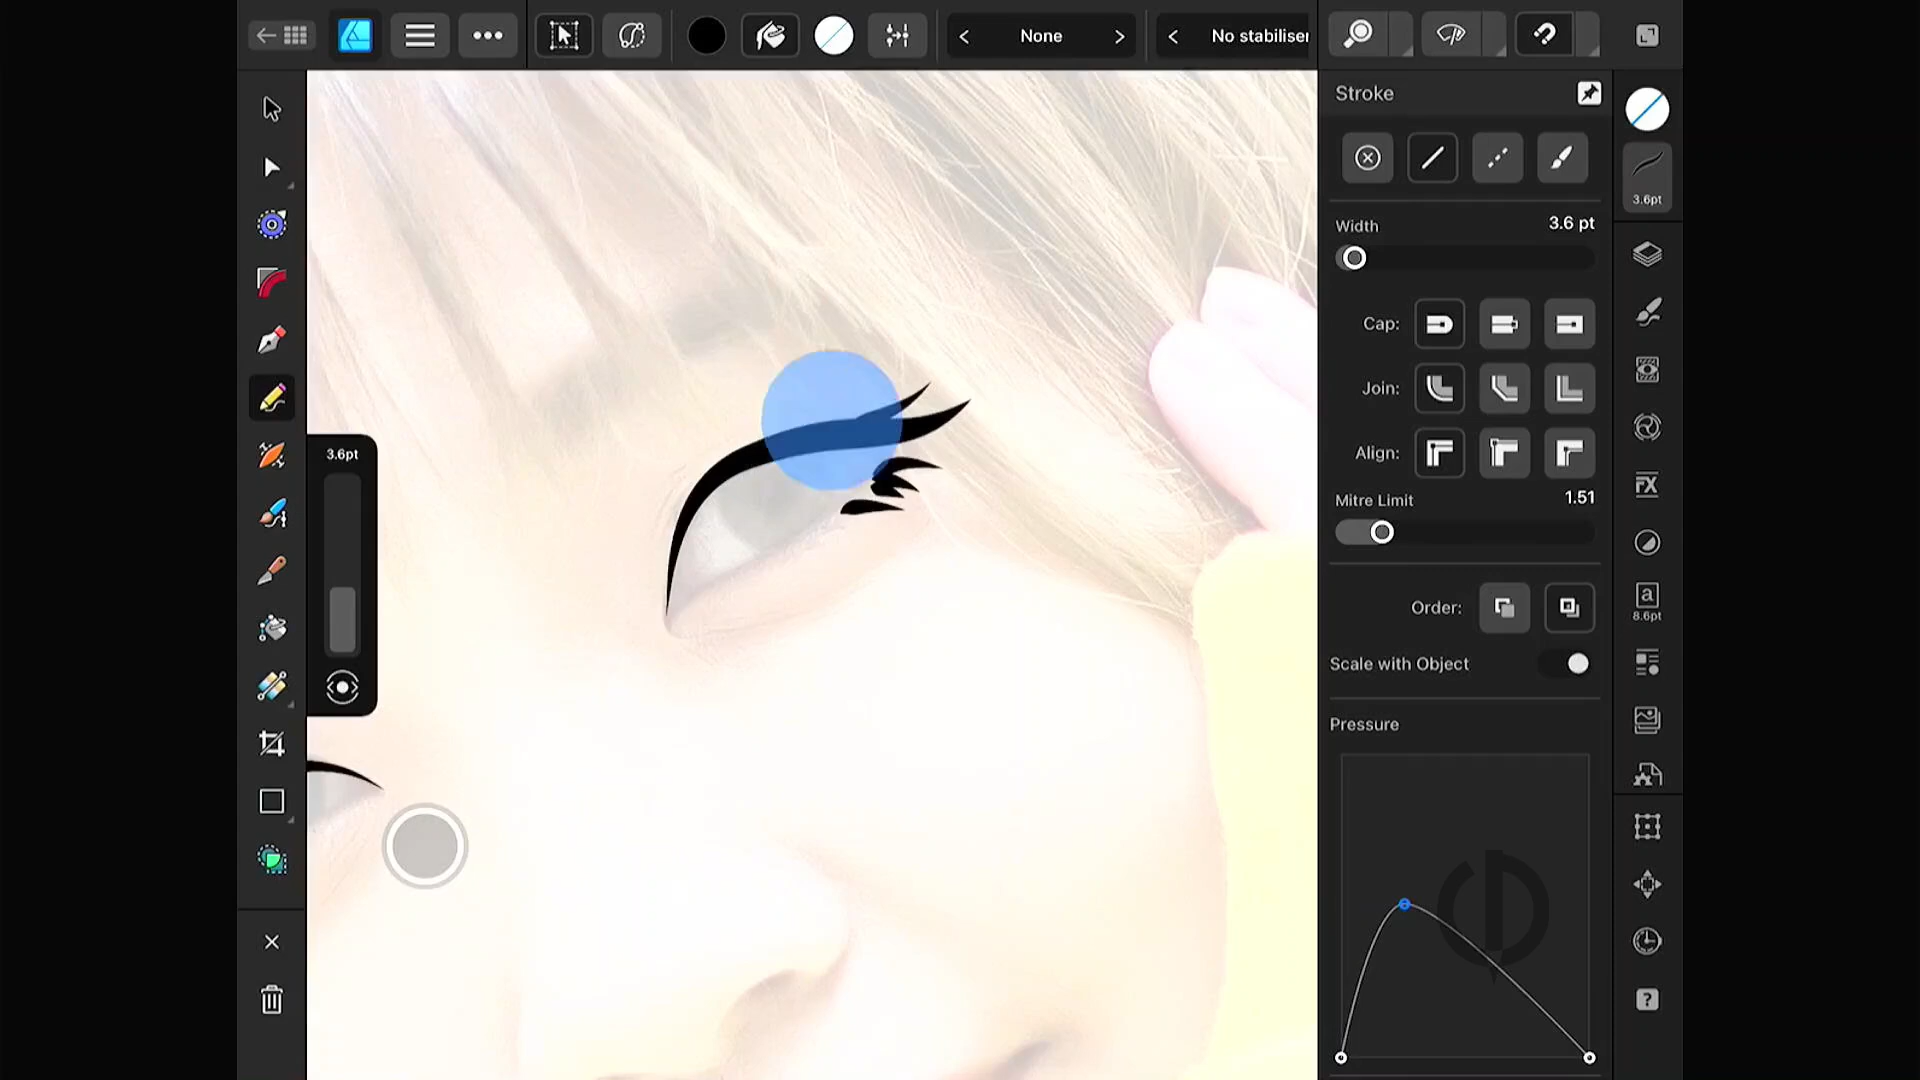 None
No stabiliser
Stroke
3.6pt
Width
3.6 pt
Cap:
Join:
Align:
Mitre Limit
1.51
Order:
a
8.6pt
Scale with Object
Pressure
3.6pt
FX
?